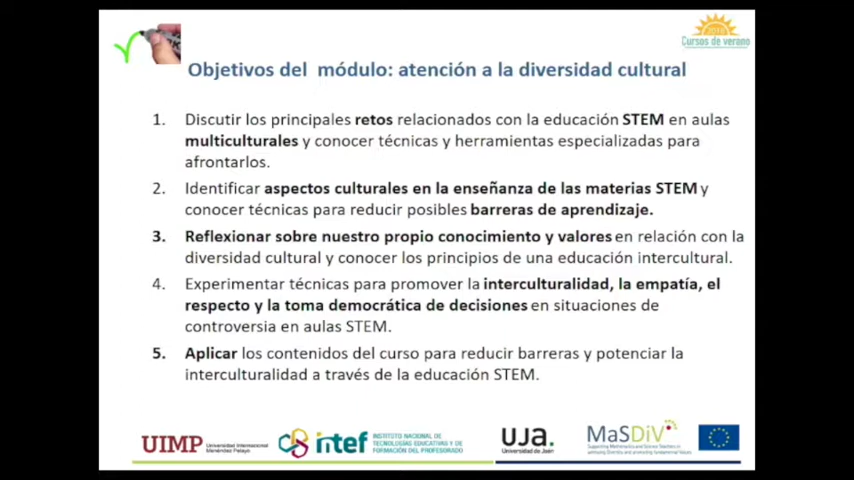 Cursos de verano
Objetivos del módulo: atención a la diversidad cultural
1. Discutir los principales retos relacionados con la educación STEM en aulas
multiculturales y conocer técnicas y herramientas especializadas para
afrontarlos.
2. Identificar aspectos culturales en la enseñanza de las materias STEM y
conocer técnicas para reducir posibles barreras de aprendizaje.
3. Reflexionar sobre nuestro propio conocimiento y valores en relación con la
diversidad cultural y conocer los principios de una educación intercultural.
4. Experimentar técnicas para promover la interculturalidad, la empatía, el
respeto y la toma democrática de decisiones en situaciones de
controversia en aulas STEM.
5. Aplicar los contenidos del curso para reducir barreras y potenciar la
interculturalidad a través de la educación STEM.
UIMP Universidad Internacional
Menéndez Pelayo
intef INSTITUTO NACIONAL DE
TECNOLOGÍAS EDUCATIVAS Y DE
FORMACIÓN DEL PROFESORADO
uja.
Universidad de Jaén
MaSDiV
Supporting Mathematics and Science Teachers in